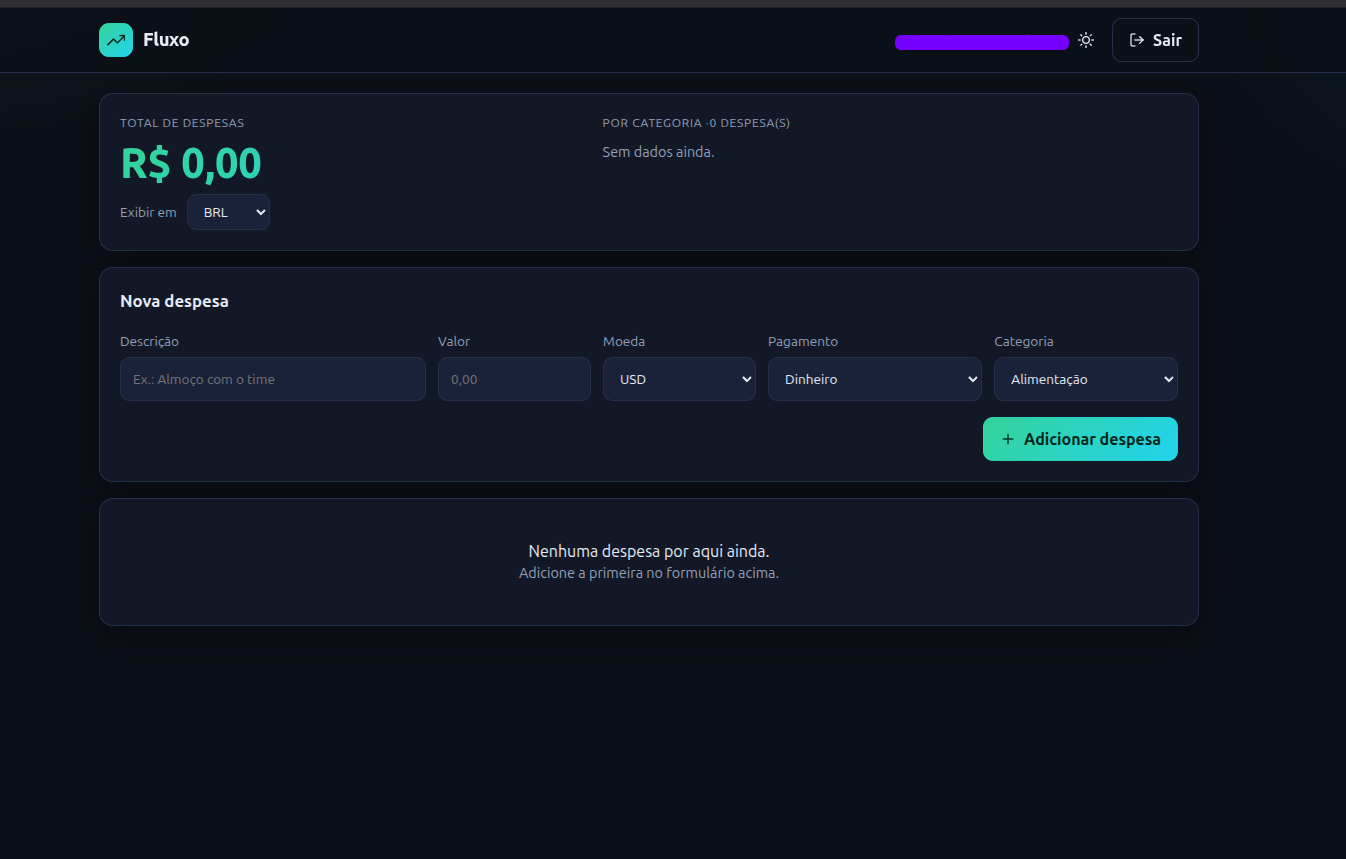 Fluxo
Sair
TOTAL DE DESPESAS
R$ 0,00
Exibir em BRL
POR CATEGORIA ·0 DESPESA(S)
Sem dados ainda.
Nova despesa
Descrição Valor Moeda Pagamento Categoria
Ex.: Almoço com o time 0,00 USD Dinheiro Alimentação
+ Adicionar despesa
Nenhuma despesa por aqui ainda.
Adicione a primeira no formulário acima.